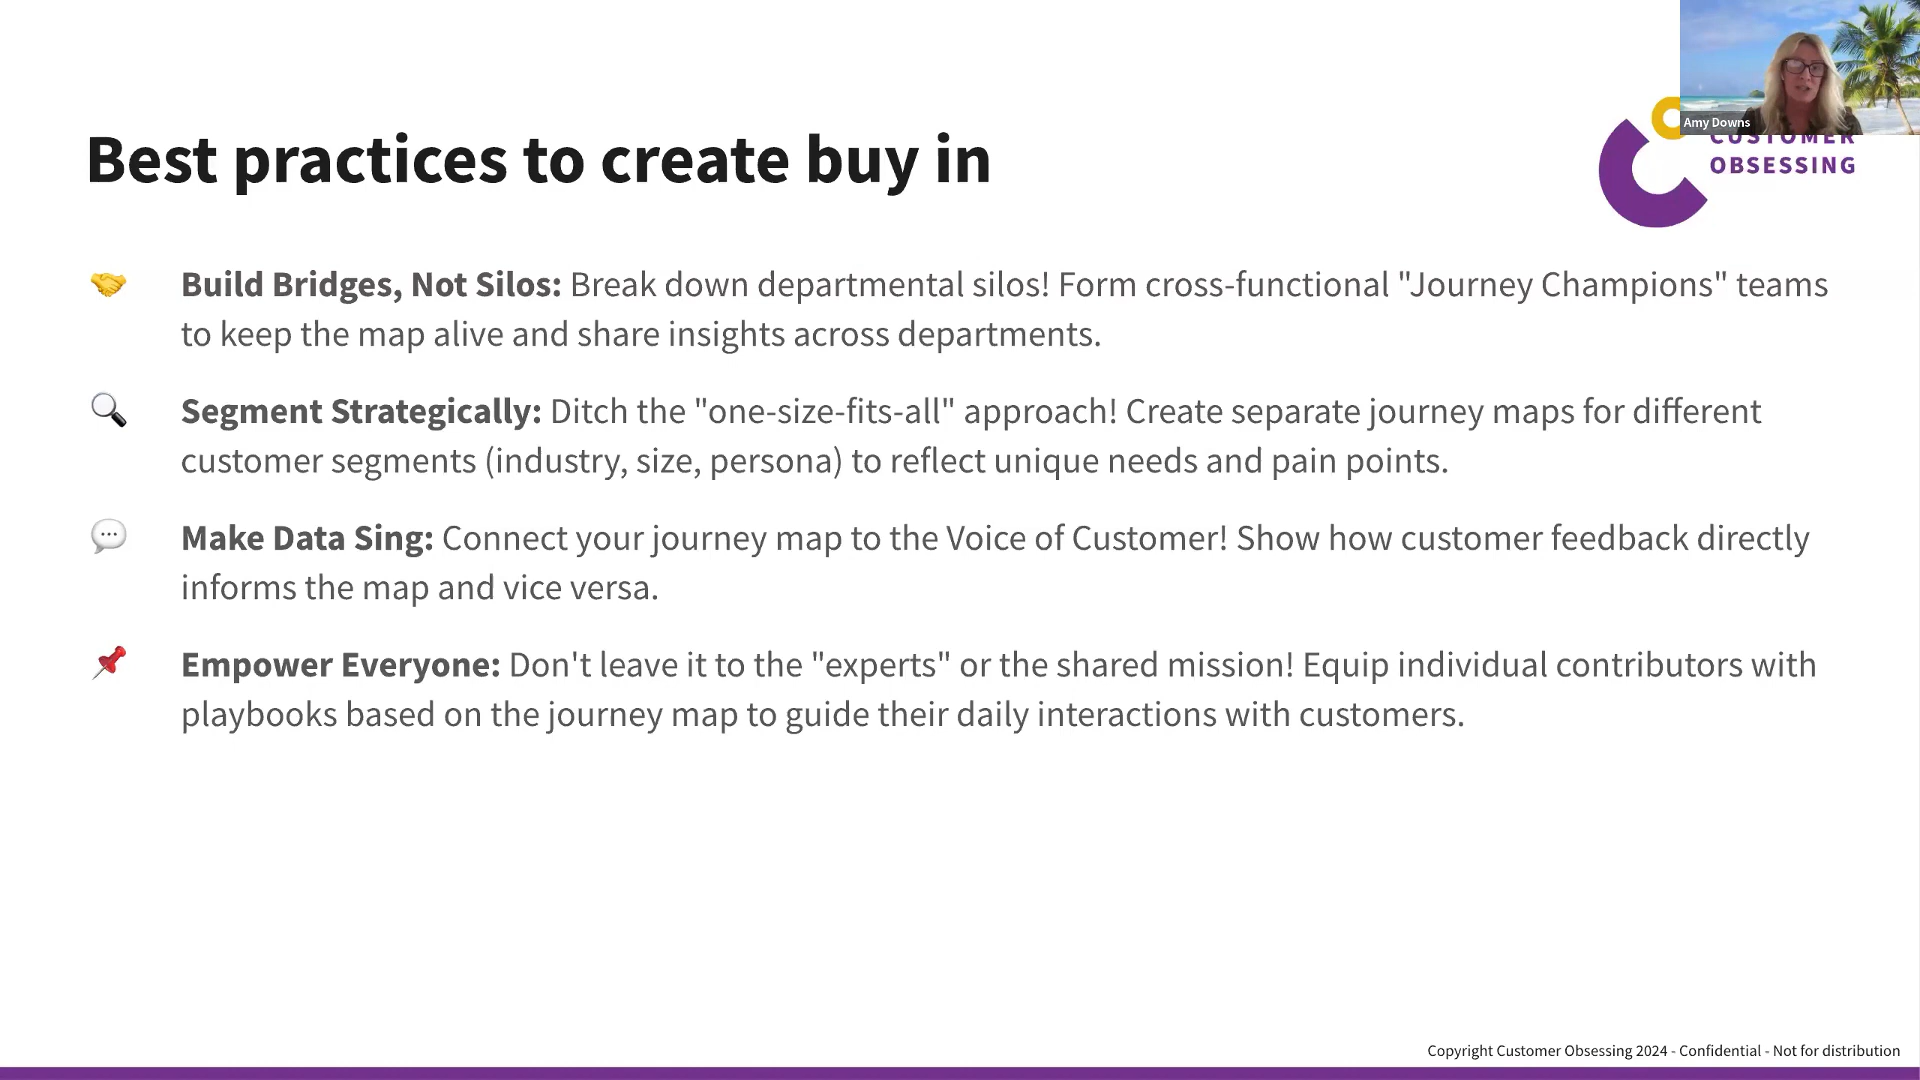 Amy Downs
CUSTOMER
OBSESSING
Best practices to create buy in
Build Bridges, Not Silos: Break down departmental silos! Form cross-functional "Journey Champions" teams
to keep the map alive and share insights across departments.
Segment Strategically: Ditch the "one-size-fits-all" approach! Create separate journey maps for different
customer segments (industry, size, persona) to reflect unique needs and pain points.
Make Data Sing: Connect your journey map to the Voice of Customer! Show how customer feedback directly
informs the map and vice versa.
Empower Everyone: Don't leave it to the "experts" or the shared mission! Equip individual contributors with
playbooks based on the journey map to guide their daily interactions with customers.
Copyright Customer Obsessing 2024 - Confidential - Not for distribution